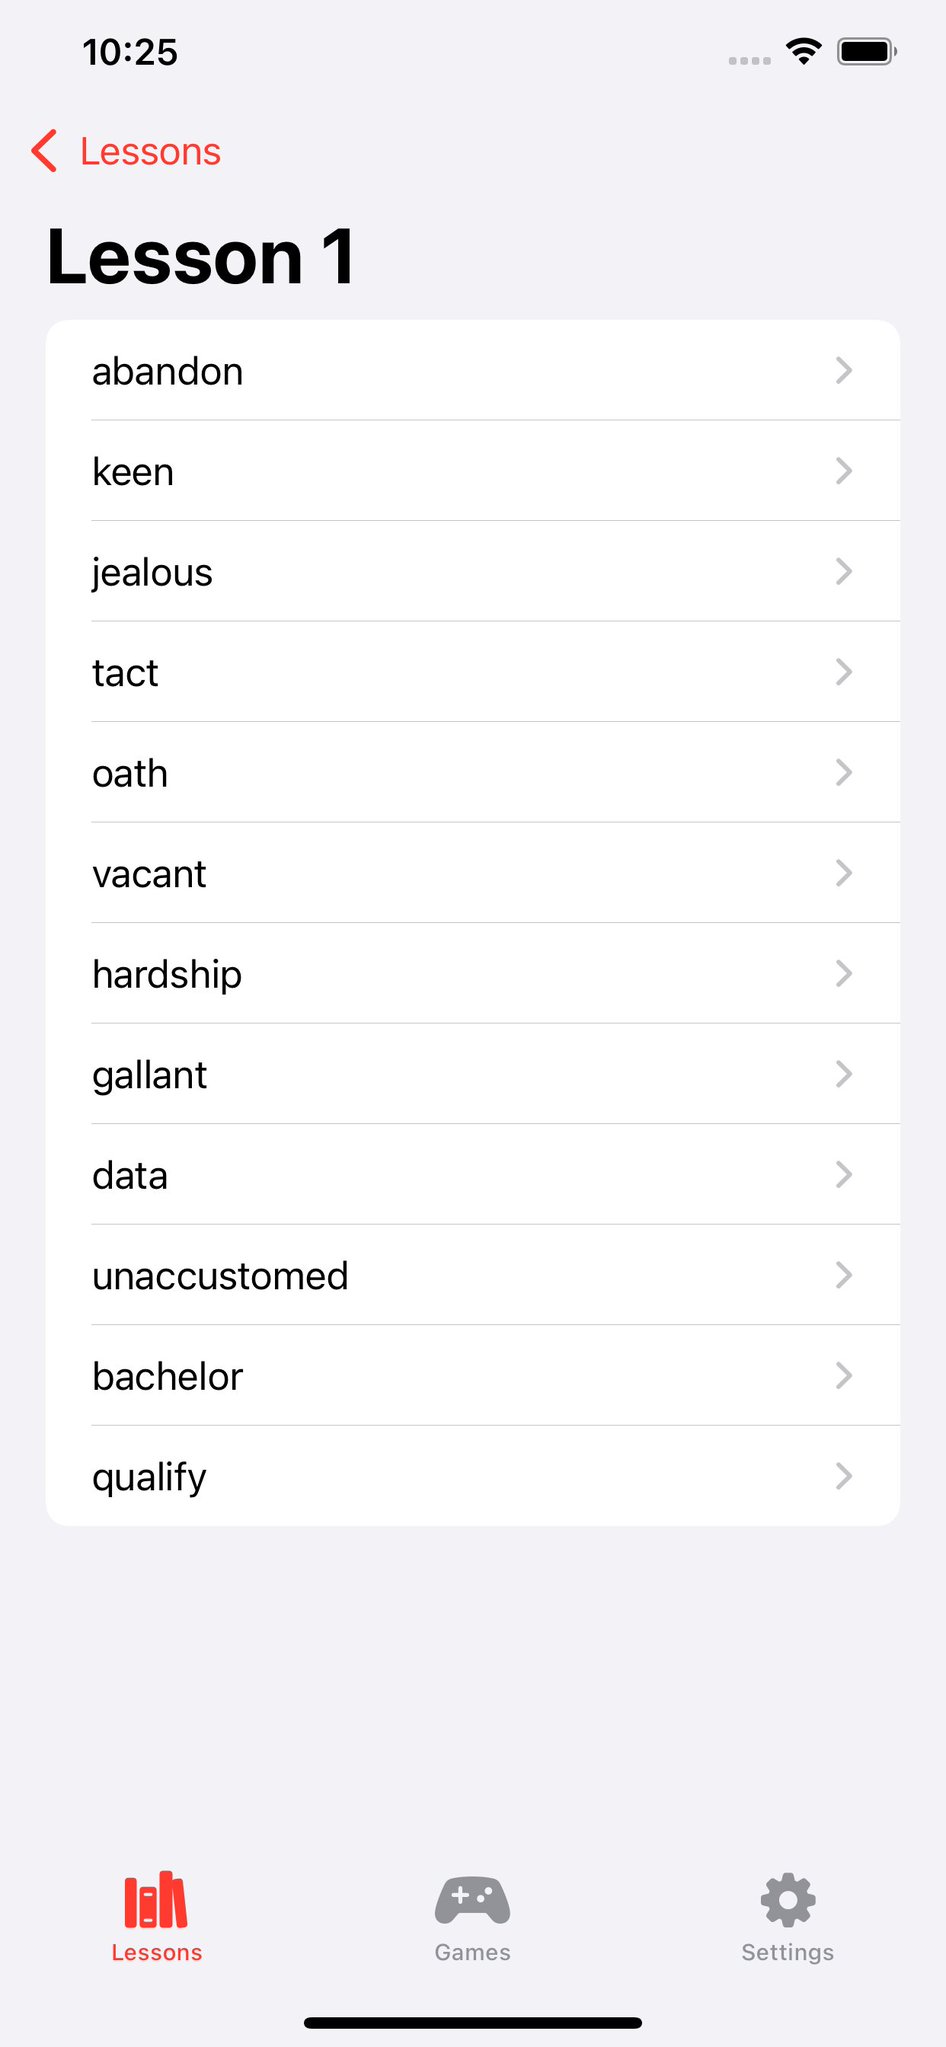 10:25
Lessons
Lesson 1
abandon
keen
jealous
tact
oath
vacant
hardship
gallant
data
unaccustomed
bachelor
qualify
Lessons
Games
Settings